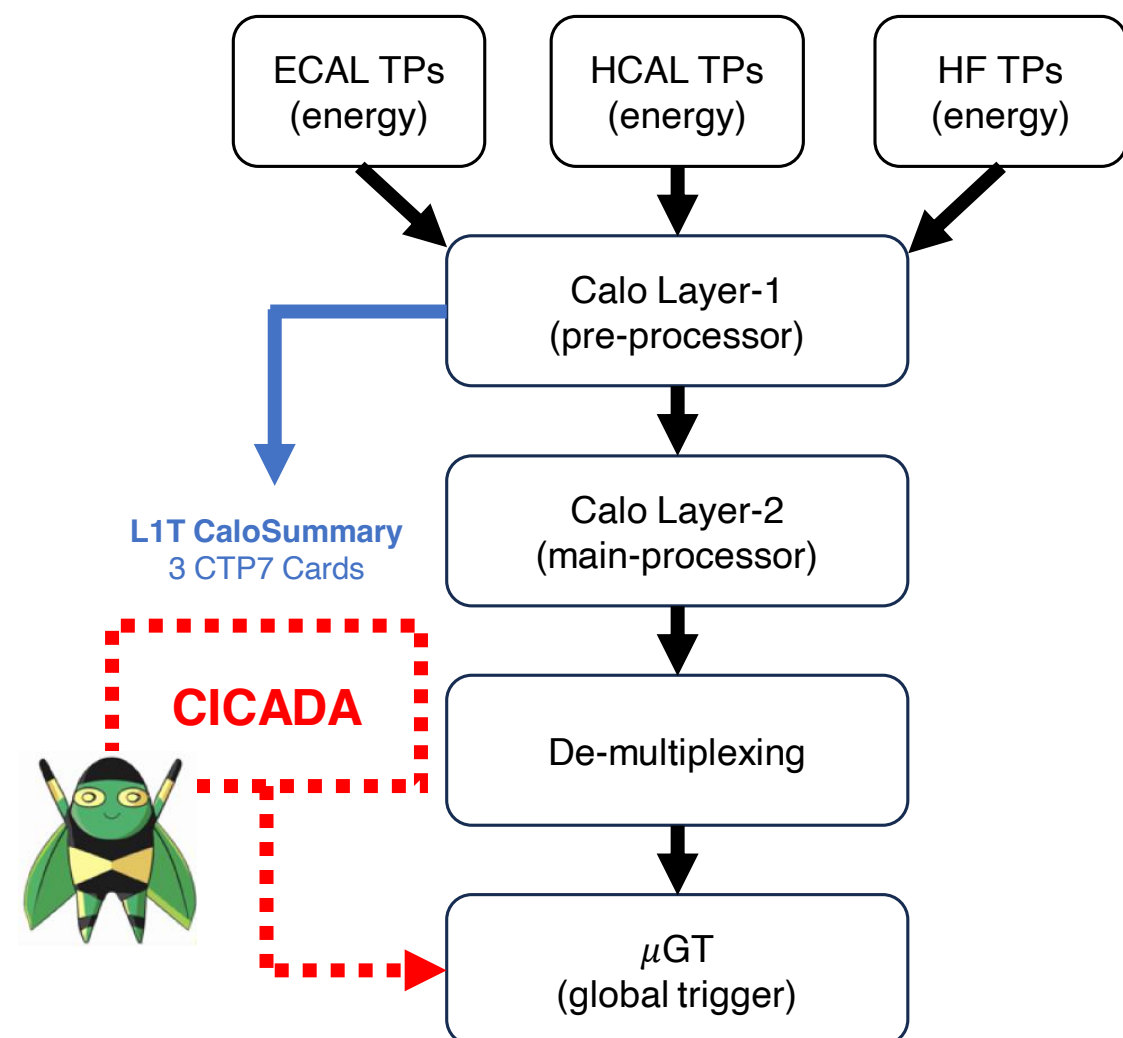 ECAL TPs
(energy)
HCAL TPs
(energy)
HF TPs
(energy)
Calo Layer-1
(pre-processor)
L1T CaloSummary
3 CTP7 Cards
Calo Layer-2
(main-processor)
CICADA
De-multiplexing
μGT
(global trigger)